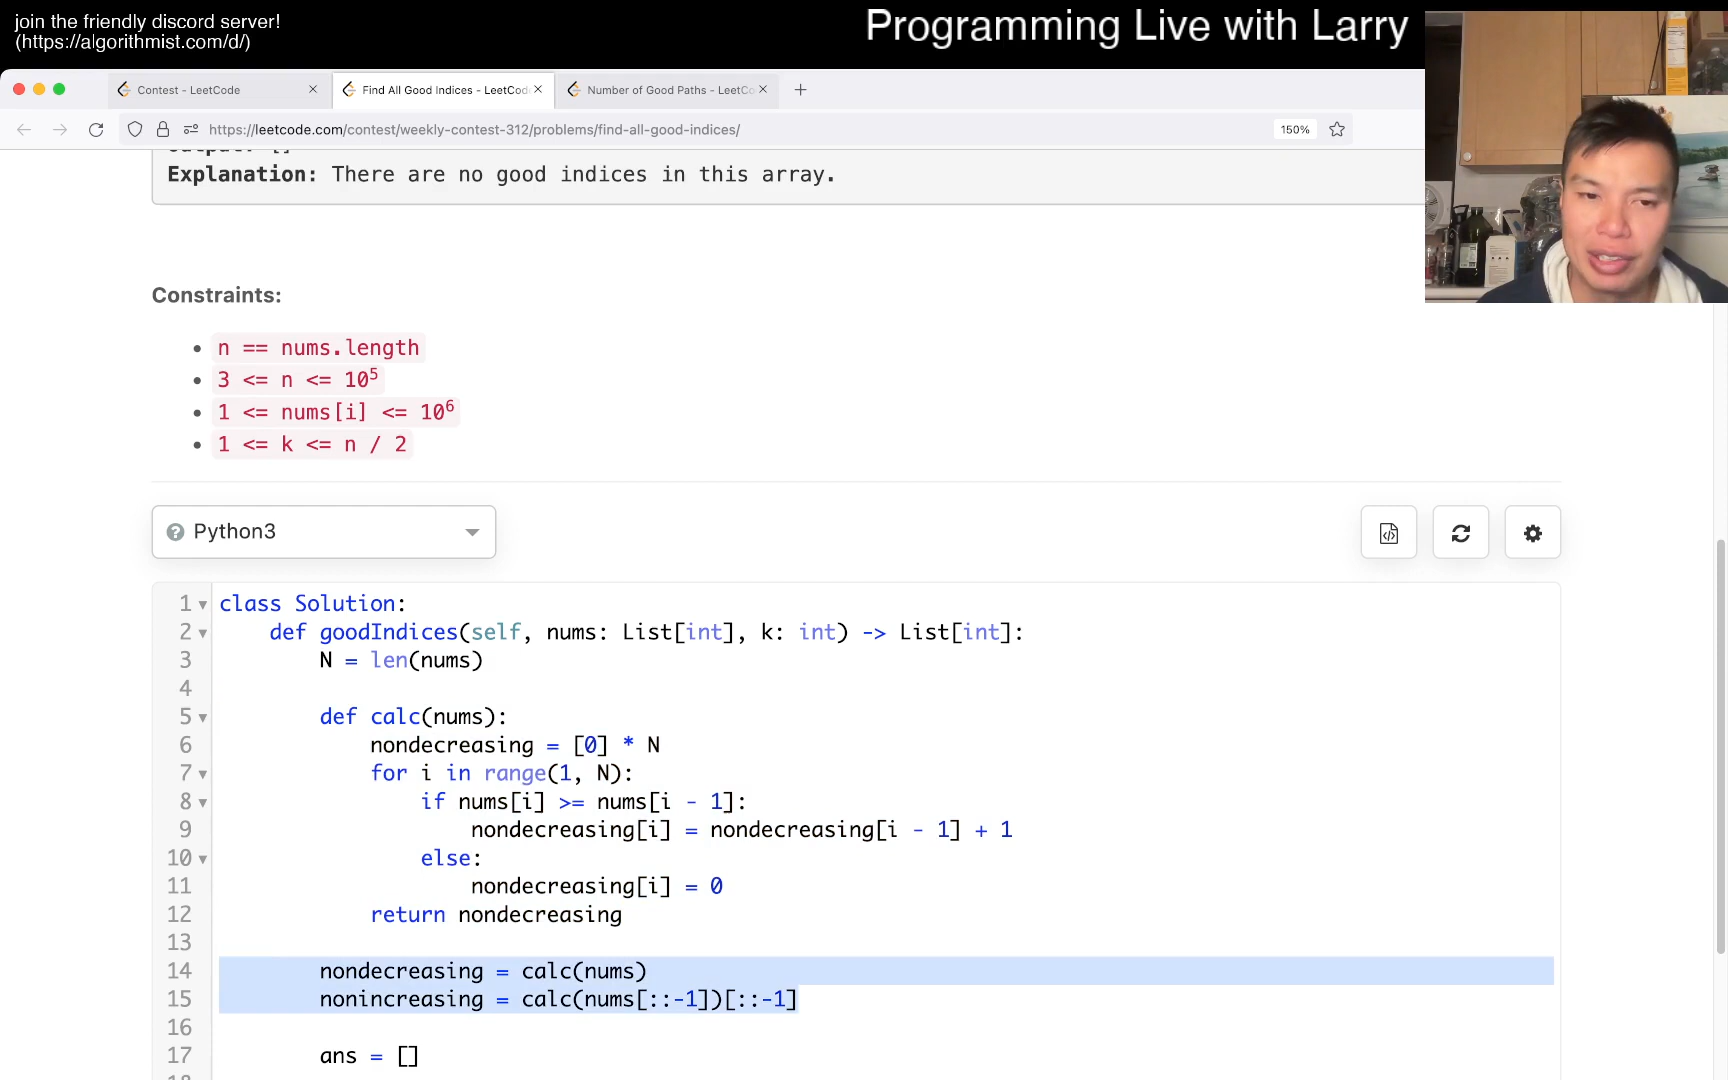 join the friendly discord server!
(https://algorithmist.com/d/)
Programming Live with Larry
Contest - LeetCode
Find All Good Indices - LeetCod
Number of Good Paths - LeetCo
https://leetcode.com/contest/weekly-contest-312/problems/find-all-good-indices/
150%
Output: []
Explanation: There are no good indices in this array.
Constraints:
n == nums.length
3 <= n <= 10⁵
1 <= nums[i] <= 10⁶
1 <= k <= n / 2
Python3
1 class Solution:
2 def goodIndices(self, nums: List[int], k: int) -> List[int]:
3 N = len(nums)
4
5 def calc(nums):
6 nondecreasing = [0] * N
7 for i in range(1, N):
8 if nums[i] >= nums[i - 1]:
9 nondecreasing[i] = nondecreasing[i - 1] + 1
10 else:
11 nondecreasing[i] = 0
12 return nondecreasing
13
14 nondecreasing = calc(nums)
15 nonincreasing = calc(nums[::-1])[::-1]
16
17 ans = []
18